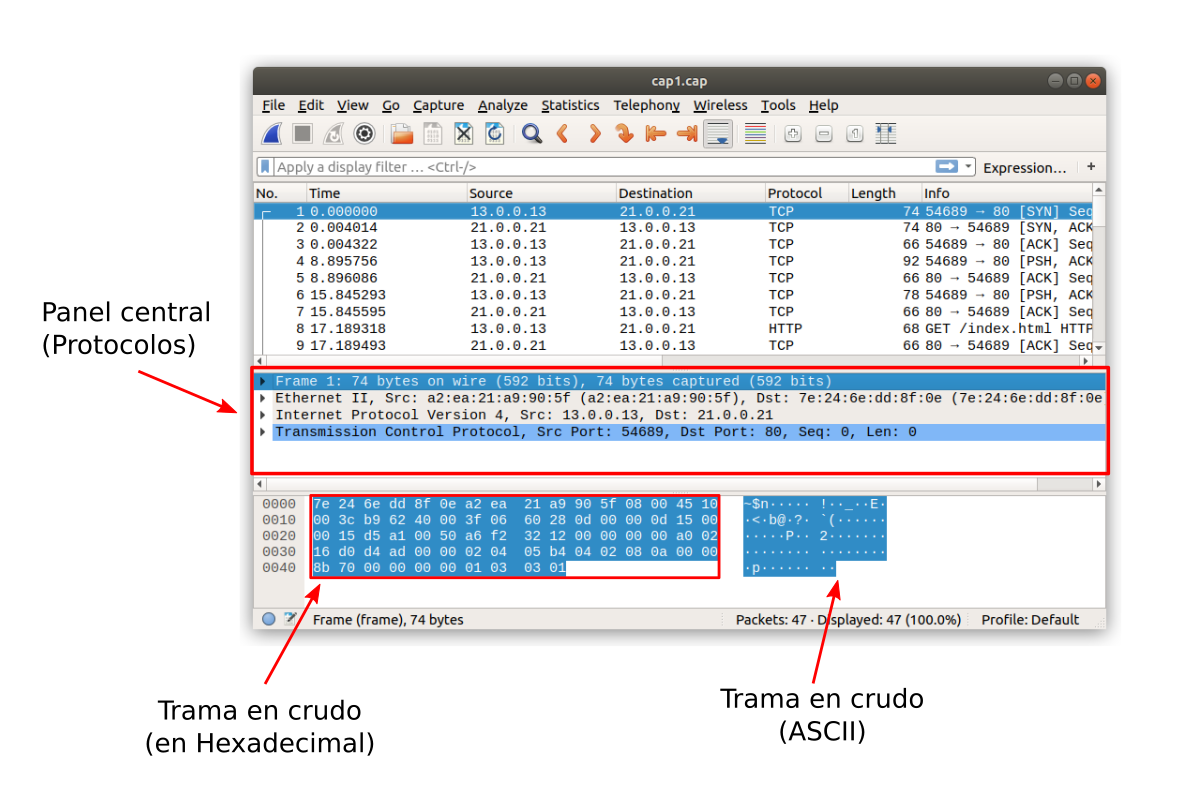 cap1.cap
File Edit View Go Capture Analyze Statistics Telephony Wireless Tools Help
Apply a display filter … <Ctrl-/> Expression… +
No. Time Source Destination Protocol Length Info
1 0.000000 13.0.0.13 21.0.0.21 TCP 74 54689 → 80 [SYN] Seq
2 0.004014 21.0.0.21 13.0.0.13 TCP 74 80 → 54689 [SYN, ACK
3 0.004322 13.0.0.13 21.0.0.21 TCP 66 54689 → 80 [ACK] Seq
4 8.895756 13.0.0.13 21.0.0.21 TCP 92 54689 → 80 [PSH, ACK
5 8.896086 21.0.0.21 13.0.0.13 TCP 66 80 → 54689 [ACK] Seq
6 15.845293 13.0.0.13 21.0.0.21 TCP 78 54689 → 80 [PSH, ACK
7 15.845595 21.0.0.21 13.0.0.13 TCP 66 80 → 54689 [ACK] Seq
8 17.189318 13.0.0.13 21.0.0.21 HTTP 68 GET /index.html HTTP
9 17.189493 21.0.0.21 13.0.0.13 TCP 66 80 → 54689 [ACK] Seq
Panel central
(Protocolos)
Frame 1: 74 bytes on wire (592 bits), 74 bytes captured (592 bits)
Ethernet II, Src: a2:ea:21:a9:90:5f (a2:ea:21:a9:90:5f), Dst: 7e:24:6e:dd:8f:0e (7e:24:6e:dd:8f:0e
Internet Protocol Version 4, Src: 13.0.0.13, Dst: 21.0.0.21
Transmission Control Protocol, Src Port: 54689, Dst Port: 80, Seq: 0, Len: 0
0000 7e 24 6e dd 8f 0e a2 ea 21 a9 90 5f 08 00 45 10 ~$n····· !··_··E·
0010 00 3c b9 62 40 00 3f 06 60 28 0d 00 00 0d 15 00 ·<·b@·?· `(······
0020 00 15 d5 a1 00 50 a6 f2 32 12 00 00 00 00 a0 02 ·····P·· 2·······
0030 16 d0 d4 ad 00 00 02 04 05 b4 04 02 08 0a 00 00 ········ ········
0040 8b 70 00 00 00 00 01 03 03 01 ·p······ ··
Frame (frame), 74 bytes Packets: 47 · Displayed: 47 (100.0%) Profile: Default
Trama en crudo
(en Hexadecimal)
Trama en crudo
(ASCII)